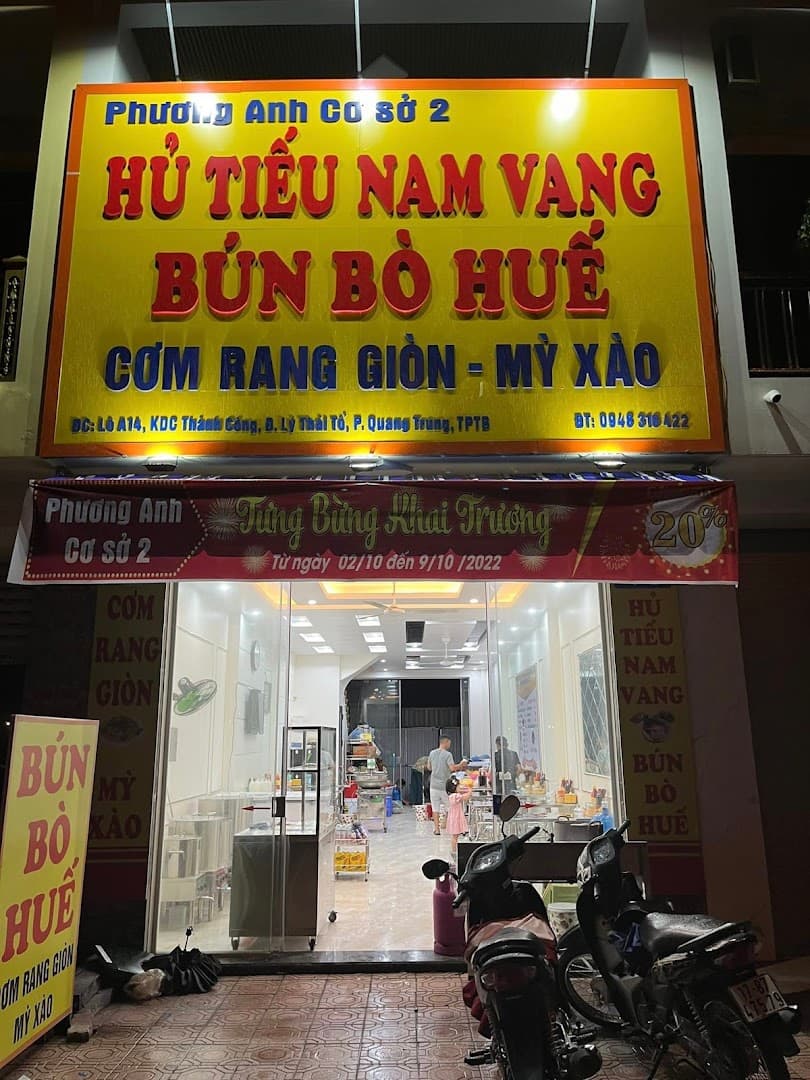 Phương Anh Cơ sở 2
HỦ TIẾU NAM VANG
BÚN BÒ HUẾ
CƠM RANG GIÒN - MỲ XÀO
ĐC: Lô A14, KDC Thành Công, Đ. Lý Thái Tổ, P. Quang Trung, TPTB
ĐT: 0946 316 422
Phương Anh
Cơ sở 2
Tưng Bừng Khai Trương
Từ ngày 02/10 đến 9/10 /2022
20%
CƠM
RANG
GIÒN
MỲ
XÀO
HỦ
TIẾU
NAM
VANG
BÚN
BÒ
HUẾ
BÚN
BÒ
HUẾ
CƠM RANG GIÒN
MỲ XÀO